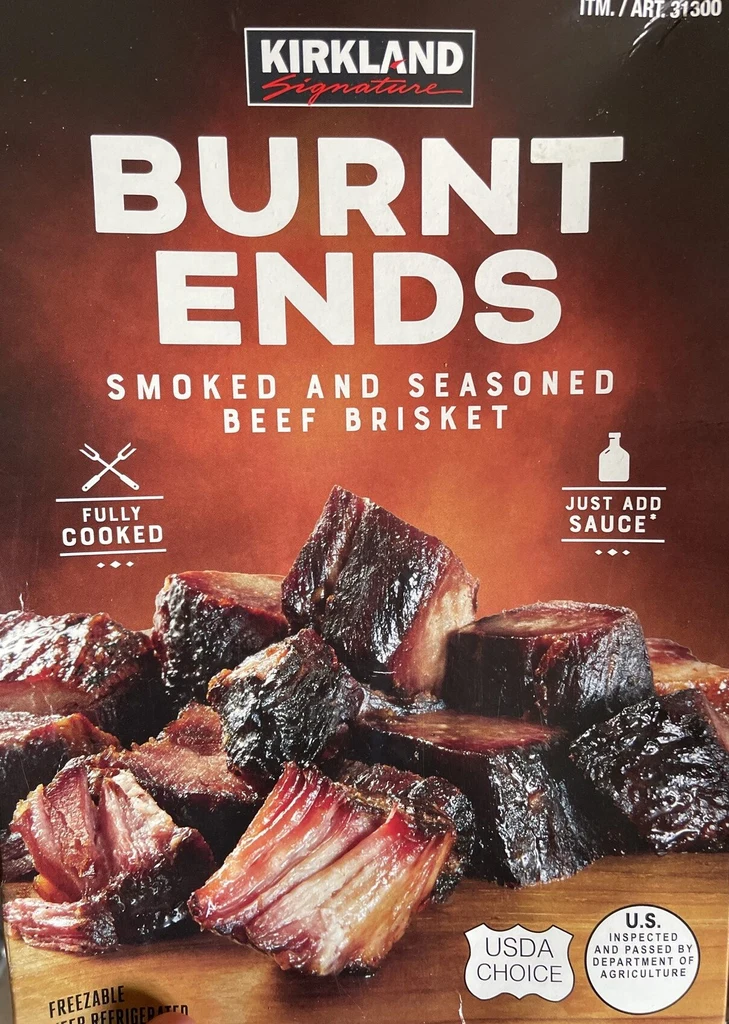 ITM. / ART. 31300
KIRKLAND
Signature
BURNT
ENDS
SMOKED AND SEASONED
BEEF BRISKET
FULLY
COOKED
JUST ADD
SAUCE*
USDA
CHOICE
U.S.
INSPECTED
AND PASSED BY
DEPARTMENT OF
AGRICULTURE
FREEZABLE
REFRIGERATED